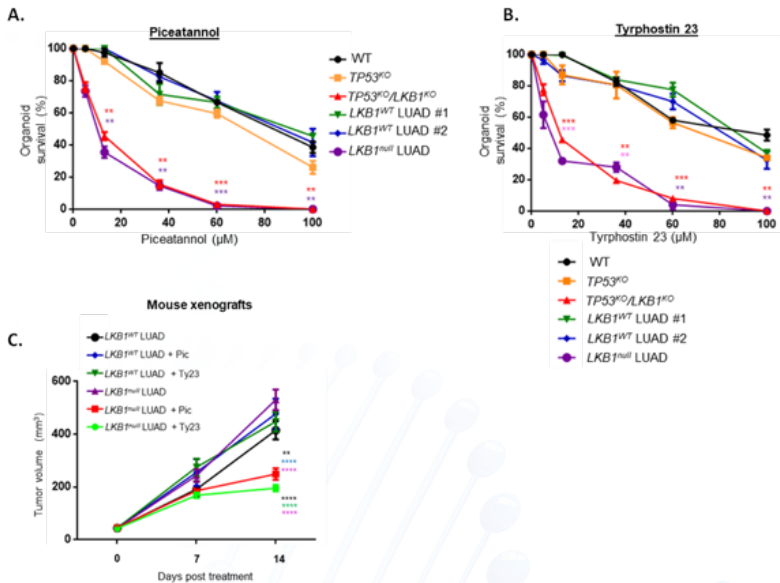 A.
Piceatannol
Organoid survival (%)
100
80
60
40
20
0
0 20 40 60 80 100
Piceatannol (µM)
**
**
**
**
***
***
**
**
WT
TP53KO
TP53KO/LKB1KO
LKB1WT LUAD #1
LKB1WT LUAD #2
LKB1null LUAD
B.
Tyrphostin 23
Organoid survival (%)
100
80
60
40
20
0
0 20 40 60 80 100
Tyrphostin 23 (µM)
***
***
**
**
***
**
**
**
WT
TP53KO
TP53KO/LKB1KO
LKB1WT LUAD #1
LKB1WT LUAD #2
LKB1null LUAD
Mouse xenografts
C.
LKB1WT LUAD
LKB1WT LUAD + Pic
LKB1WT LUAD + Ty23
LKB1null LUAD
LKB1null LUAD + Pic
LKB1null LUAD + Ty23
Tumor volume (mm³)
600
400
200
0
0 7 14
Days post treatment
**
****
****
****
****
****